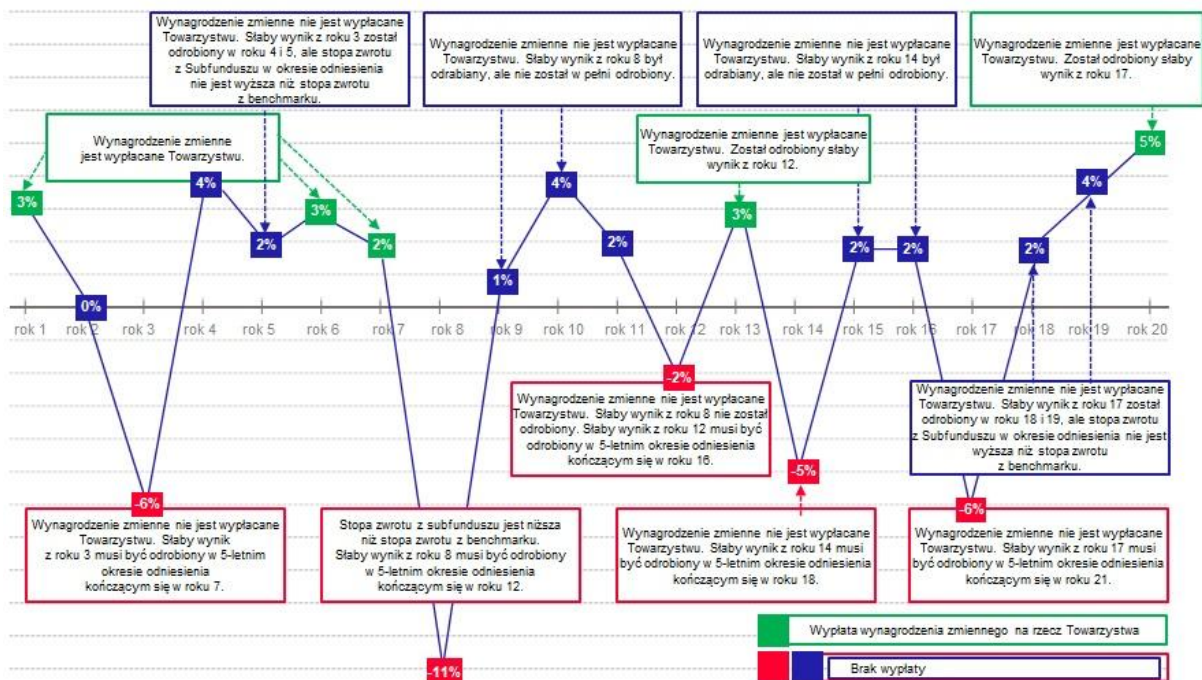 Wynagrodzenie zmienne nie jest wypłacane
Towarzystwu. Słaby wynik z roku 3 został
odrobiony w roku 4 i 5, ale stopa zwrotu
z Subfunduszu w okresie odniesienia
nie jest wyższa niż stopa zwrotu
z benchmarku.
Wynagrodzenie zmienne nie jest wypłacane
Towarzystwu. Słaby wynik z roku 8 był
odrabiany, ale nie został w pełni odrobiony.
Wynagrodzenie zmienne nie jest wypłacane
Towarzystwu. Słaby wynik z roku 14 był
odrabiany, ale nie został w pełni odrobiony.
Wynagrodzenie zmienne jest wypłacane
Towarzystwu. Został odrobiony słaby
wynik z roku 17.
Wynagrodzenie zmienne
jest wypłacane Towarzystwu.
Wynagrodzenie zmienne jest wypłacane
Towarzystwu. Został odrobiony słaby
wynik z roku 12.
3%
0%
-6%
4%
2%
3%
2%
-11%
1%
4%
2%
-2%
3%
-5%
2%
2%
-6%
2%
4%
5%
rok 1
rok 2
rok 3
rok 4
rok 5
rok 6
rok 7
rok 8
rok 9
rok 10
rok 11
rok 12
rok 13
rok 14
rok 15
rok 16
rok 17
rok 18
rok 19
rok 20
Wynagrodzenie zmienne nie jest wypłacane
Towarzystwu. Słaby wynik z roku 8 nie został
odrobiony. Słaby wynik z roku 12 musi być
odrobiony w 5-letnim okresie odniesienia
kończącym się w roku 16.
Wynagrodzenie zmienne nie jest wypłacane
Towarzystwu. Słaby wynik z roku 17 został
odrobiony w roku 18 i 19, ale stopa zwrotu
z Subfunduszu w okresie odniesienia nie jest
wyższa niż stopa zwrotu
z benchmarku.
Wynagrodzenie zmienne nie jest wypłacane
Towarzystwu. Słaby wynik
z roku 3 musi być odrobiony w 5-letnim
okresie odniesienia
kończącym się w roku 7.
Stopa zwrotu z subfunduszu jest niższa
niż stopa zwrotu z benchmarku.
Słaby wynik z roku 8 musi być odrobiony
w 5-letnim okresie odniesienia
kończącym się w roku 12.
Wynagrodzenie zmienne nie jest wypłacane
Towarzystwu. Słaby wynik z roku 14 musi
być odrobiony w 5-letnim okresie odniesienia
kończącym się w roku 18.
Wynagrodzenie zmienne nie jest wypłacane
Towarzystwu. Słaby wynik z roku 17 musi
być odrobiony w 5-letnim okresie odniesienia
kończącym się w roku 21.
Wypłata wynagrodzenia zmiennego na rzecz Towarzystwa
Brak wypłaty